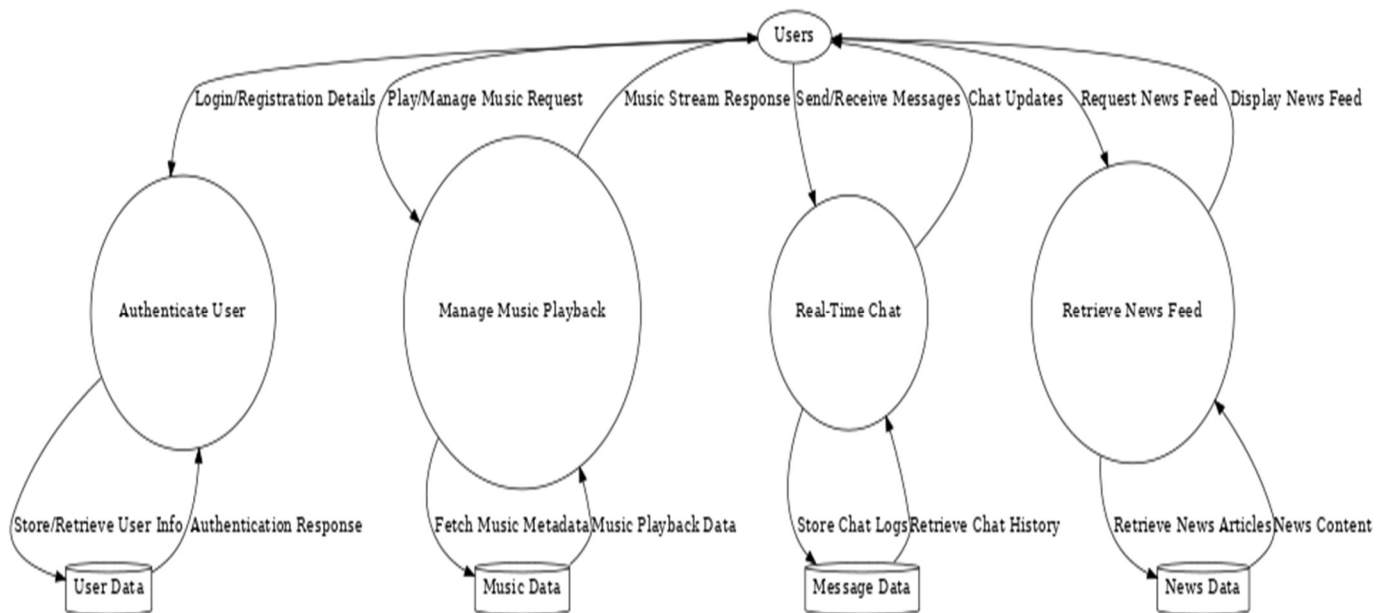 Users
Login/Registration Details
Play/Manage Music Request
Music Stream Response
Send/Receive Messages
Chat Updates
Request News Feed
Display News Feed
Authenticate User
Manage Music Playback
Real-Time Chat
Retrieve News Feed
Store/Retrieve User Info
Authentication Response
Fetch Music Metadata
Music Playback Data
Store Chat Logs
Retrieve Chat History
Retrieve News Articles
News Content
User Data
Music Data
Message Data
News Data